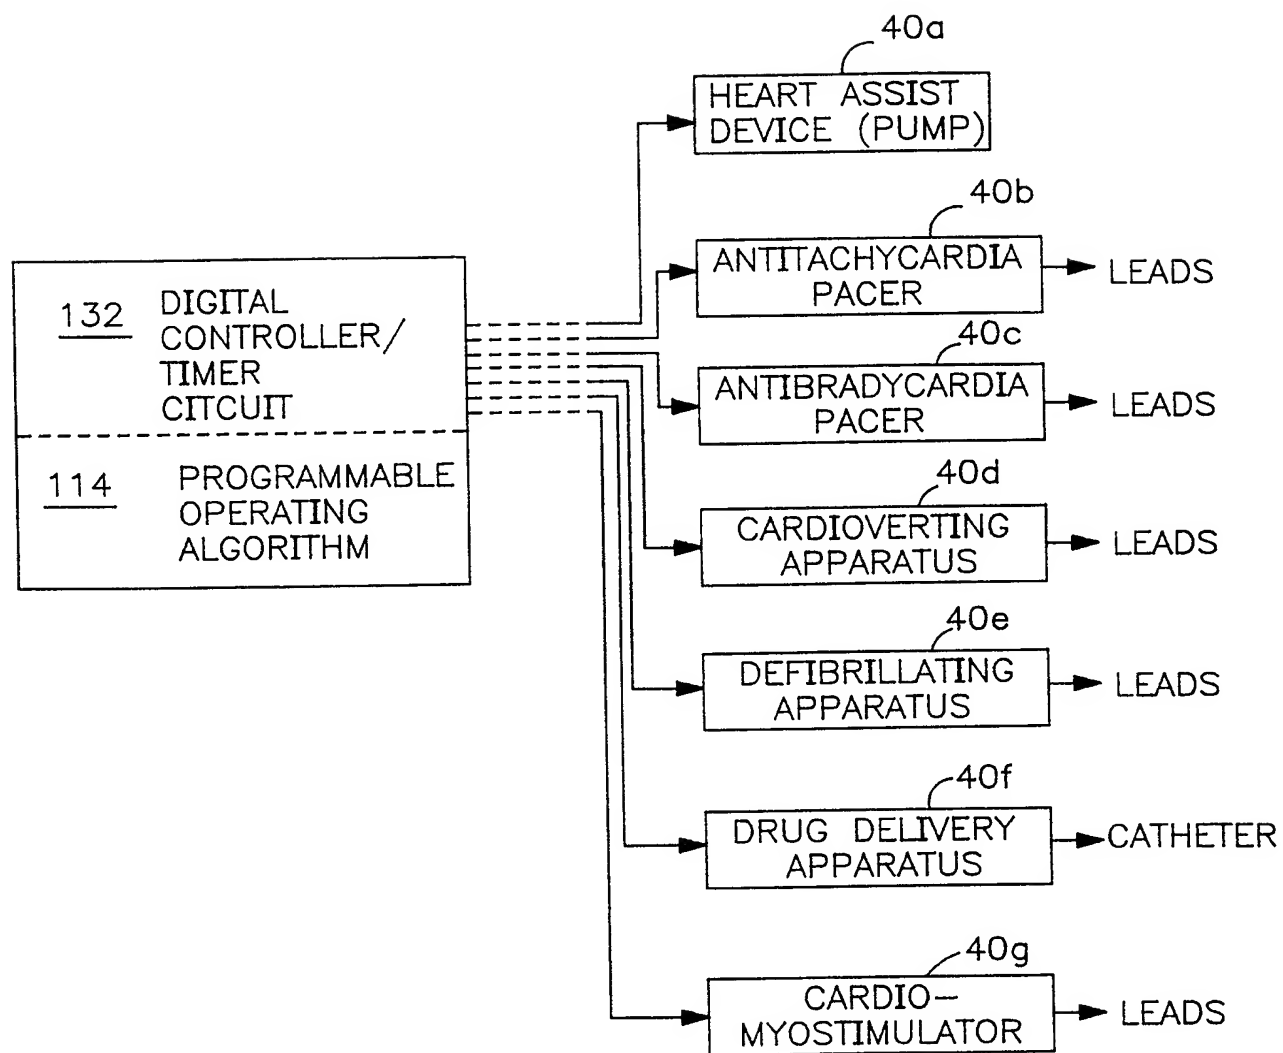 40a
HEART ASSIST
DEVICE (PUMP)
40b
ANTITACHYCARDIA
PACER
LEADS
132 DIGITAL
CONTROLLER/
TIMER
CITCUIT
40c
ANTIBRADYCARDIA
PACER
LEADS
114 PROGRAMMABLE
OPERATING
ALGORITHM
40d
CARDIOVERTING
APPARATUS
LEADS
40e
DEFIBRILLATING
APPARATUS
LEADS
40f
DRUG DELIVERY
APPARATUS
CATHETER
40g
CARDIO-
MYOSTIMULATOR
LEADS